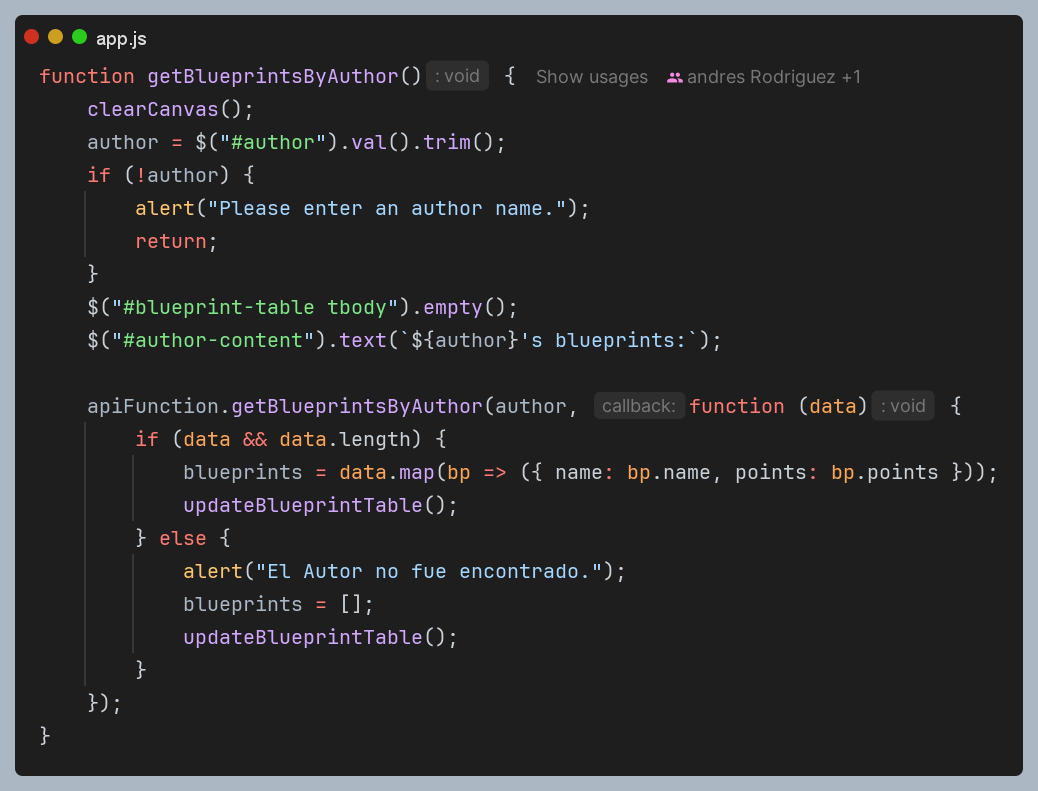 app.js
function getBlueprintsByAuthor() : void { Show usages andres Rodriguez +1
    clearCanvas();
    author = $("#author").val().trim();
    if (!author) {
        alert("Please enter an author name.");
        return;
    }
    $("#blueprint-table tbody").empty();
    $("#author-content").text(`${author}'s blueprints:`);

    apiFunction.getBlueprintsByAuthor(author, callback: function (data) : void {
        if (data && data.length) {
            blueprints = data.map(bp => ({ name: bp.name, points: bp.points }));
            updateBlueprintTable();
        } else {
            alert("El Autor no fue encontrado.");
            blueprints = [];
            updateBlueprintTable();
        }
    });
}